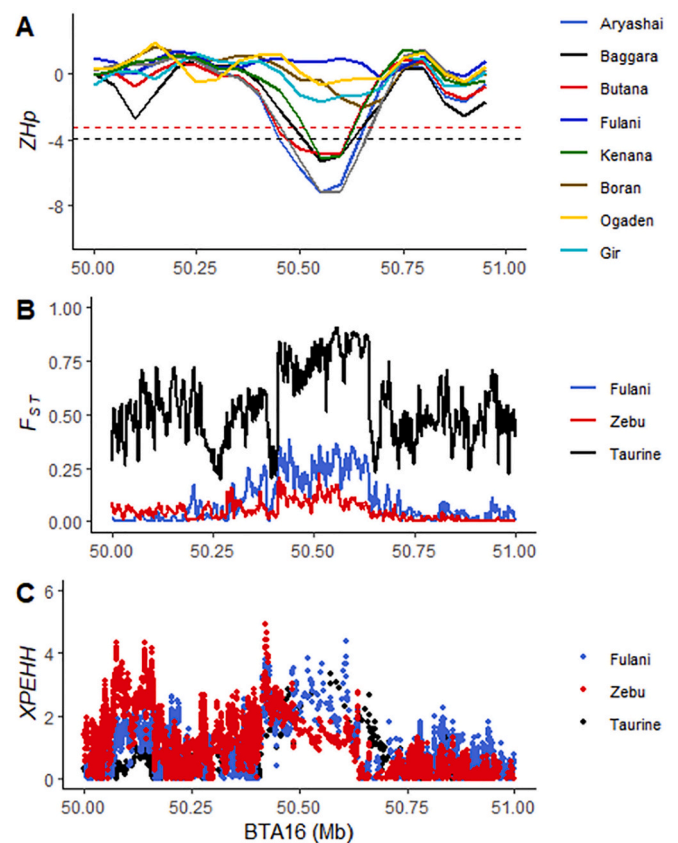 A
ZHp
0
-4
-8
50.00 50.25 50.50 50.75 51.00
Aryashai
Baggara
Butana
Fulani
Kenana
Boran
Ogaden
Gir
B
FST
1.00
0.75
0.50
0.25
0.00
50.00 50.25 50.50 50.75 51.00
Fulani
Zebu
Taurine
C
XPEHH
6
4
2
0
50.00 50.25 50.50 50.75 51.00
BTA16 (Mb)
Fulani
Zebu
Taurine